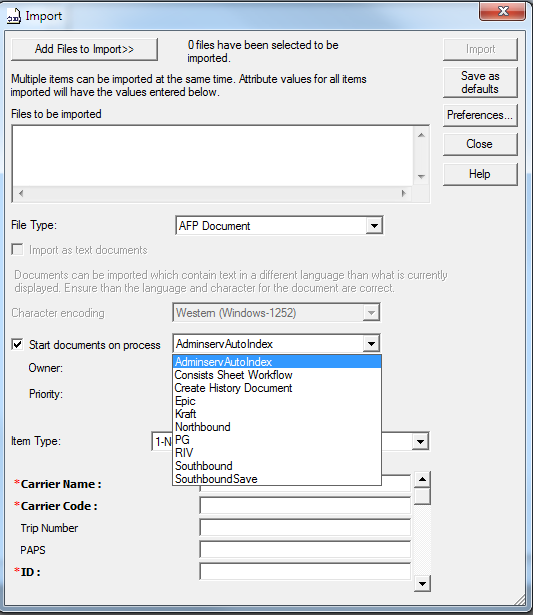 Import
Add Files to Import>>
0 files have been selected to be
imported.
Import
Multiple items can be imported at the same time. Attribute values for all items
imported will have the values entered below.
Save as
defaults
Files to be imported
Preferences...
Close
Help
File Type:
AFP Document
Import as text documents
Documents can be imported which contain text in a different language than what is currently
displayed. Ensure than the language and character for the document are correct.
Character encoding
Western (Windows-1252)
Start documents on process
AdminservAutoIndex
AdminservAutoIndex
Owner:
Consists Sheet Workflow
Create History Document
Priority:
Epic
Kraft
Northbound
Item Type:
1-N
PG
RIV
Southbound
SouthboundSave
*Carrier Name :
*Carrier Code :
Trip Number
PAPS
*ID :